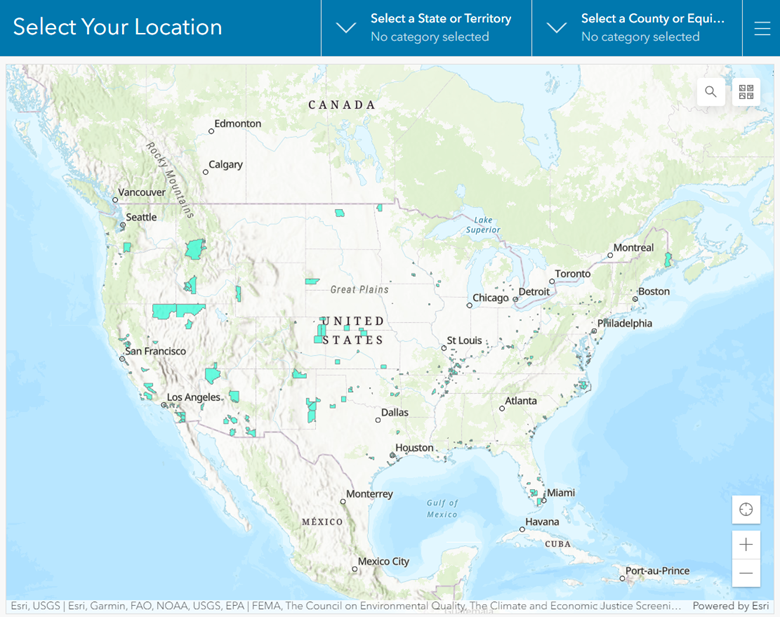 Select Your Location
Select a State or Territory
No category selected
Select a County or Equi...
No category selected
CANADA
Edmonton
Calgary
Rocky Mountains
Vancouver
Seattle
Lake
Superior
Montreal
Toronto
Great Plains
Chicago
Detroit
Boston
UNITED
STATES
Philadelphia
St Louis
San Francisco
Los Angeles
Atlanta
Dallas
Houston
Monterrey
Miami
Gulf of
Mexico
MÉXICO
Havana
CUBA
Mexico City
Port-au-Prince
Esri, USGS | Esri, Garmin, FAO, NOAA, USGS, EPA | FEMA, The Council on Environmental Quality, The Climate and Economic Justice Screeni...
Powered by Esri